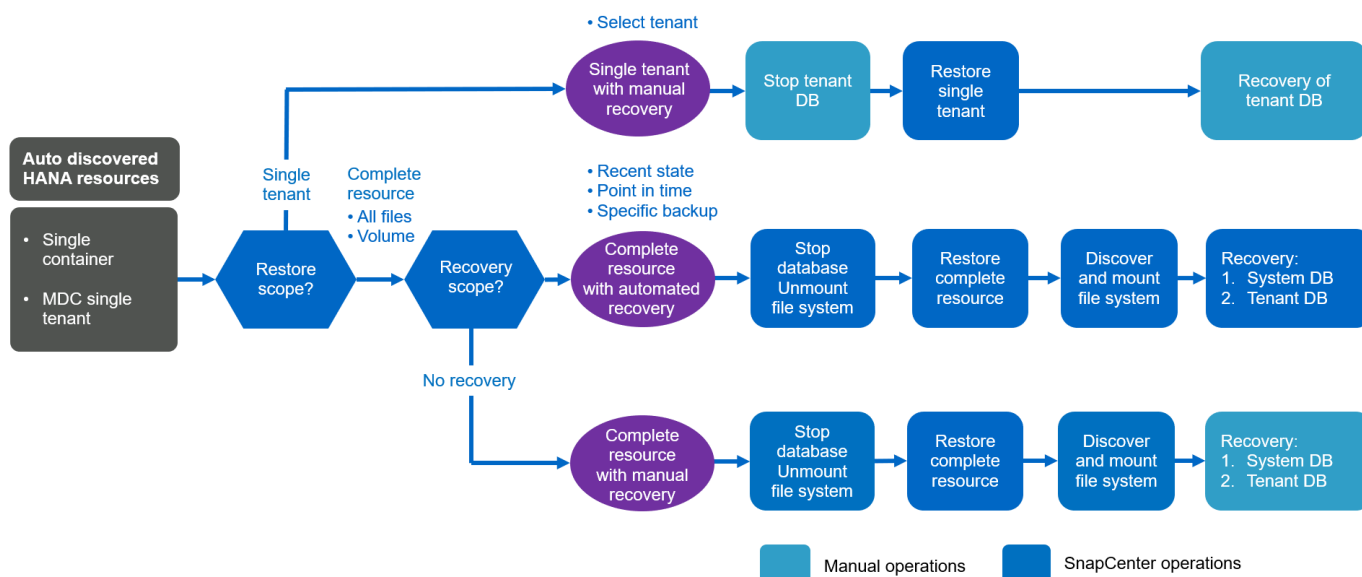 • Select tenant
Single tenant
with manual
recovery
Stop tenant
DB
Restore
single
tenant
Recovery of
tenant DB
Auto discovered
HANA resources
• Single
container
• MDC single
tenant
Single
tenant
Complete
resource
• All files
• Volume
• Recent state
• Point in time
• Specific backup
Restore
scope?
Recovery
scope?
Complete
resource
with automated
recovery
Stop
database
Unmount
file system
Restore
complete
resource
Discover
and mount
file system
Recovery:
1. System DB
2. Tenant DB
No recovery
Complete
resource
with manual
recovery
Stop
database
Unmount
file system
Restore
complete
resource
Discover
and mount
file system
Recovery:
1. System DB
2. Tenant DB
Manual operations
SnapCenter operations